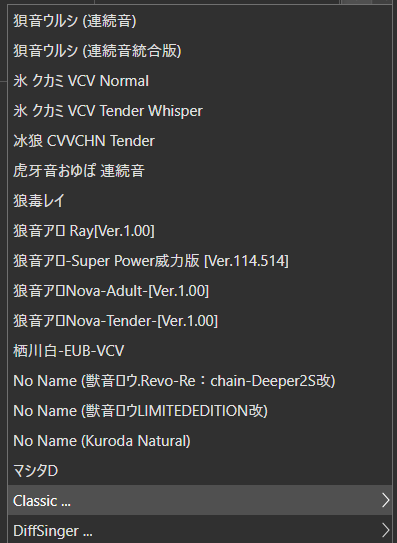 狽音ウルシ (連続音)
狽音ウルシ (連続音統合版)
氷 クカミ VCV Normal
氷 クカミ VCV Tender Whisper
冰狼 CVVCHN Tender
虎牙音おゆぽ 連続音
狼毒レイ
狼音アロ Ray[Ver.1.00]
狼音アロ-Super Power威力版 [Ver.114.514]
狼音アロNova-Adult-[Ver.1.00]
狼音アロNova-Tender-[Ver.1.00]
栖川白-EUB-VCV
No Name (獣音ロウ.Revo-Re：chain-Deeper2S改)
No Name (獣音ロウLIMITEDEDITION改)
No Name (Kuroda Natural)
マシタD
Classic ...
DiffSinger ...